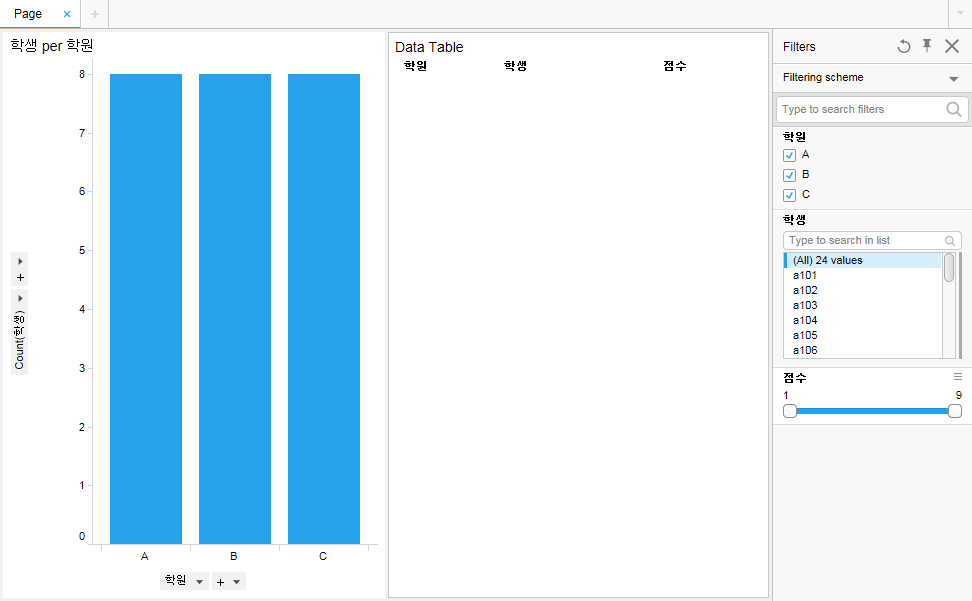 Page
학생 per 학원
8
7
6
5
4
3
2
1
0
Count(학생)
A B C
학원
Data Table
학원 학생 점수
Filters
Filtering scheme
Type to search filters
학원
A
B
C
학생
Type to search in list
(All) 24 values
a101
a102
a103
a104
a105
a106
점수
1 9